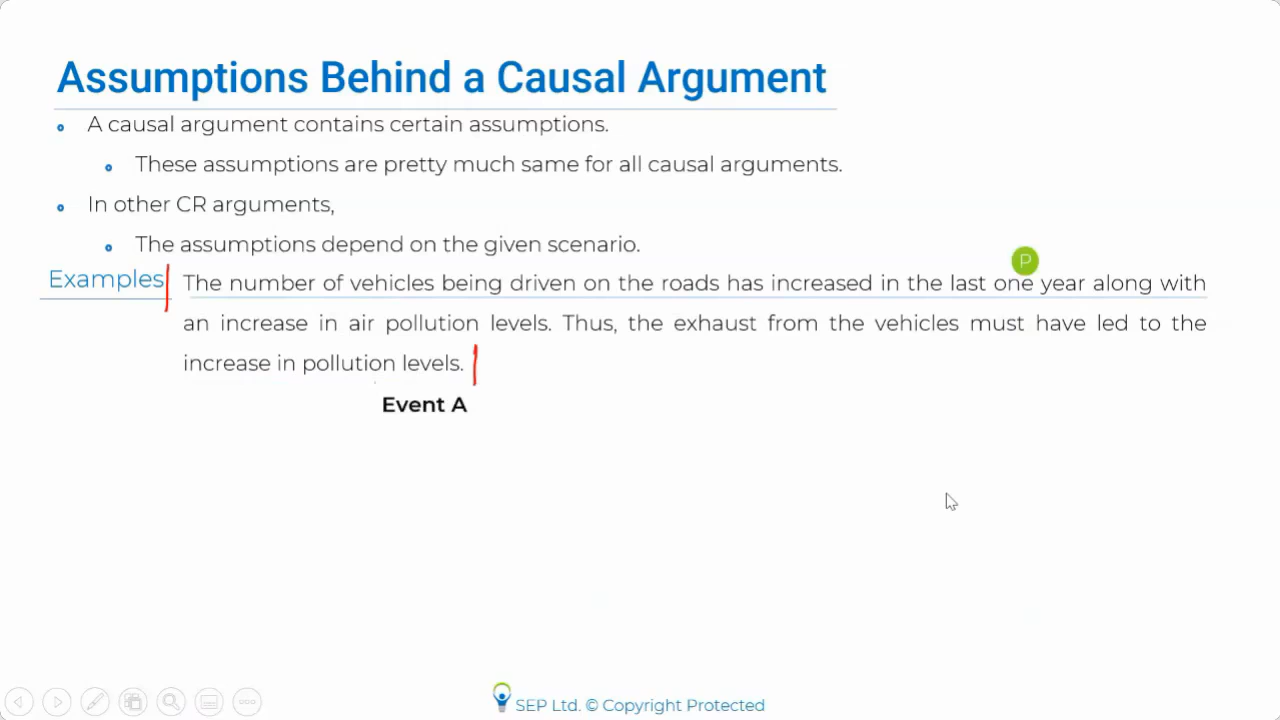 Assumptions Behind a Causal Argument
A causal argument contains certain assumptions.
These assumptions are pretty much same for all causal arguments.
In other CR arguments,
The assumptions depend on the given scenario.
P
Examples The number of vehicles being driven on the roads has increased in the last one year along with
an increase in air pollution levels. Thus, the exhaust from the vehicles must have led to the
increase in pollution levels.
Event A
SEP Ltd. © Copyright Protected